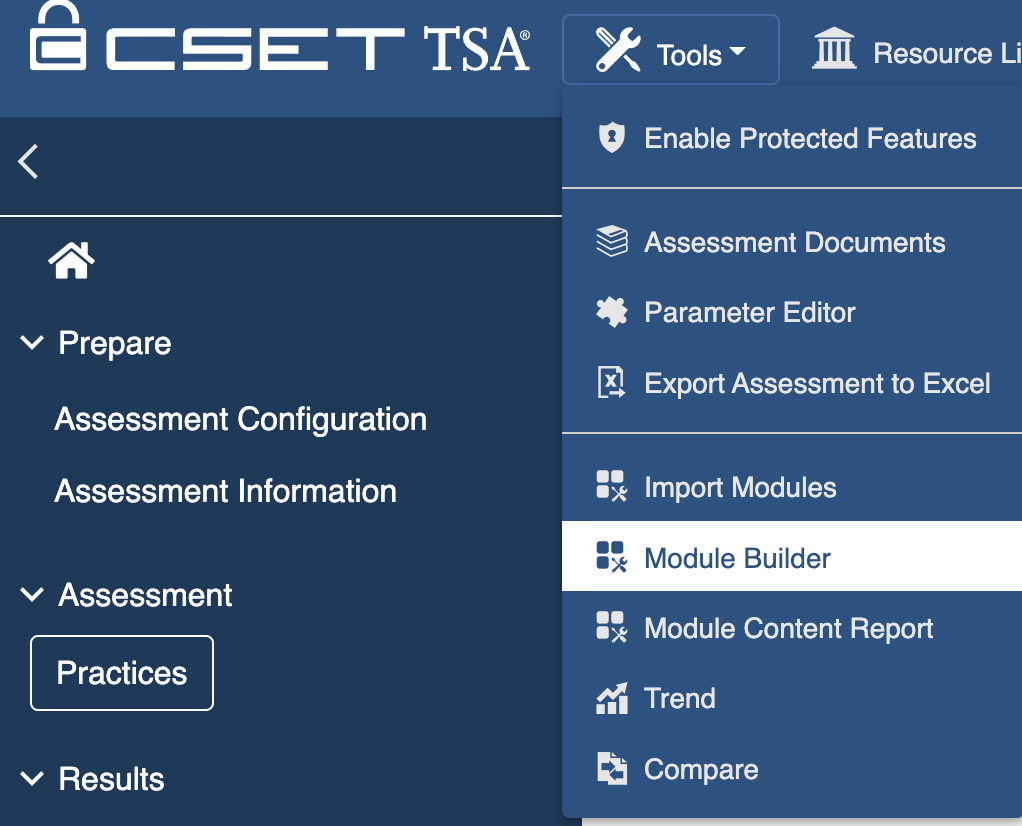 CSET TSA®
Tools
Resource Li
Enable Protected Features
Assessment Documents
Parameter Editor
Export Assessment to Excel
Import Modules
Module Builder
Module Content Report
Trend
Compare
Prepare
Assessment Configuration
Assessment Information
Assessment
Practices
Results